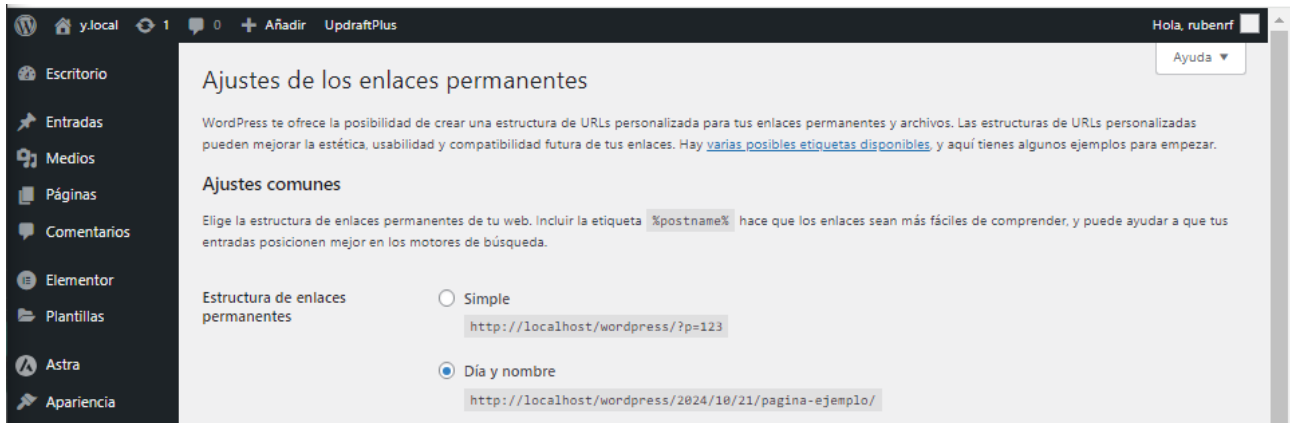 y.local 1 0 + Añadir UpdraftPlus Hola, rubenrf
Ayuda ▼
Escritorio
Entradas
Medios
Páginas
Comentarios
Elementor
Plantillas
Astra
Apariencia
Ajustes de los enlaces permanentes
WordPress te ofrece la posibilidad de crear una estructura de URLs personalizada para tus enlaces permanentes y archivos. Las estructuras de URLs personalizadas
pueden mejorar la estética, usabilidad y compatibilidad futura de tus enlaces. Hay varias posibles etiquetas disponibles, y aquí tienes algunos ejemplos para empezar.
Ajustes comunes
Elige la estructura de enlaces permanentes de tu web. Incluir la etiqueta %postname% hace que los enlaces sean más fáciles de comprender, y puede ayudar a que tus
entradas posicionen mejor en los motores de búsqueda.
Estructura de enlaces
permanentes
Simple
http://localhost/wordpress/?p=123
Día y nombre
http://localhost/wordpress/2024/10/21/pagina-ejemplo/